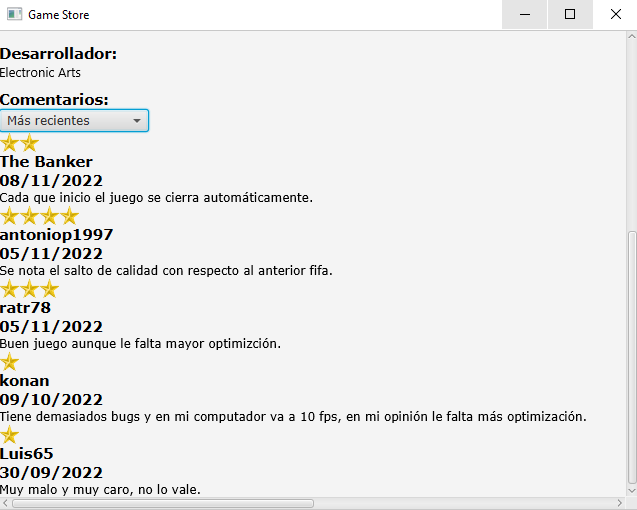 Game Store
Desarrollador:
Electronic Arts
Comentarios:
Más recientes
The Banker
08/11/2022
Cada que inicio el juego se cierra automáticamente.
antoniop1997
05/11/2022
Se nota el salto de calidad con respecto al anterior fifa.
ratr78
05/11/2022
Buen juego aunque le falta mayor optimizción.
konan
09/10/2022
Tiene demasiados bugs y en mi computador va a 10 fps, en mi opinión le falta más optimización.
Luis65
30/09/2022
Muy malo y muy caro, no lo vale.